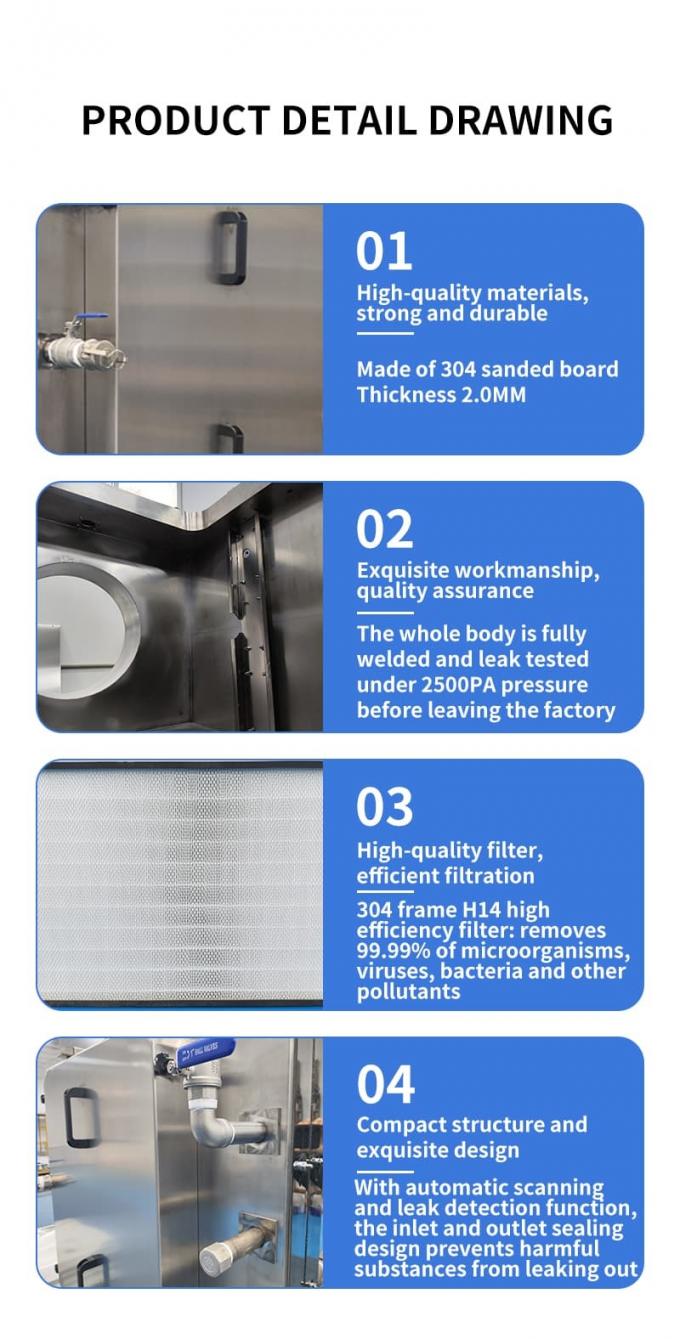 PRODUCT DETAIL DRAWING
01
High-quality materials,
strong and durable
Made of 304 sanded board
Thickness 2.0MM
02
Exquisite workmanship,
quality assurance
The whole body is fully
welded and leak tested
under 2500PA pressure
before leaving the factory
03
High-quality filter,
efficient filtration
304 frame H14 high
efficiency filter: removes
99.99% of microorganisms,
viruses, bacteria and other
pollutants
BALL VALVES
04
Compact structure and
exquisite design
With automatic scanning
and leak detection function,
the inlet and outlet sealing
design prevents harmful
substances from leaking out